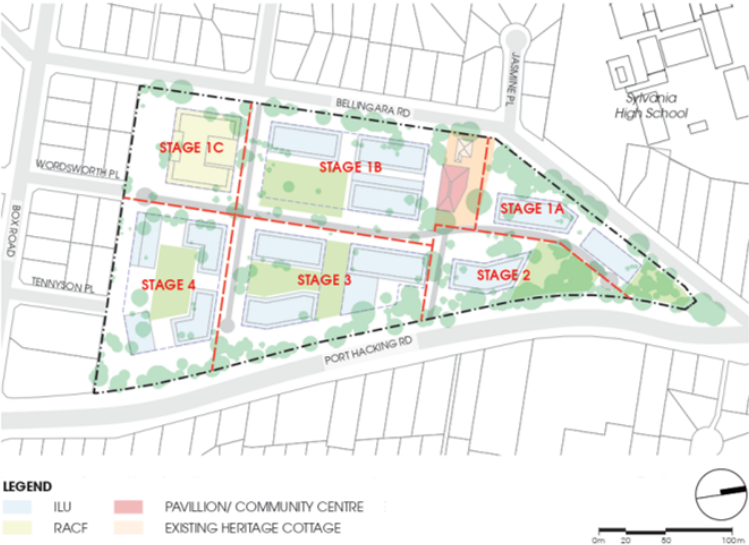 JASMINE PL
Sylvania
High School
BELLINGARA RD
STAGE 1C
STAGE 1B
WORDSWORTH PL
STAGE 1A
BOX ROAD
STAGE 2
STAGE 3
STAGE 4
TENNYSON PL
PORT HACKING RD
LEGEND
ILU
PAVILLION/ COMMUNITY CENTRE
RACF
EXISTING HERITAGE COTTAGE
0m 20 50 100m